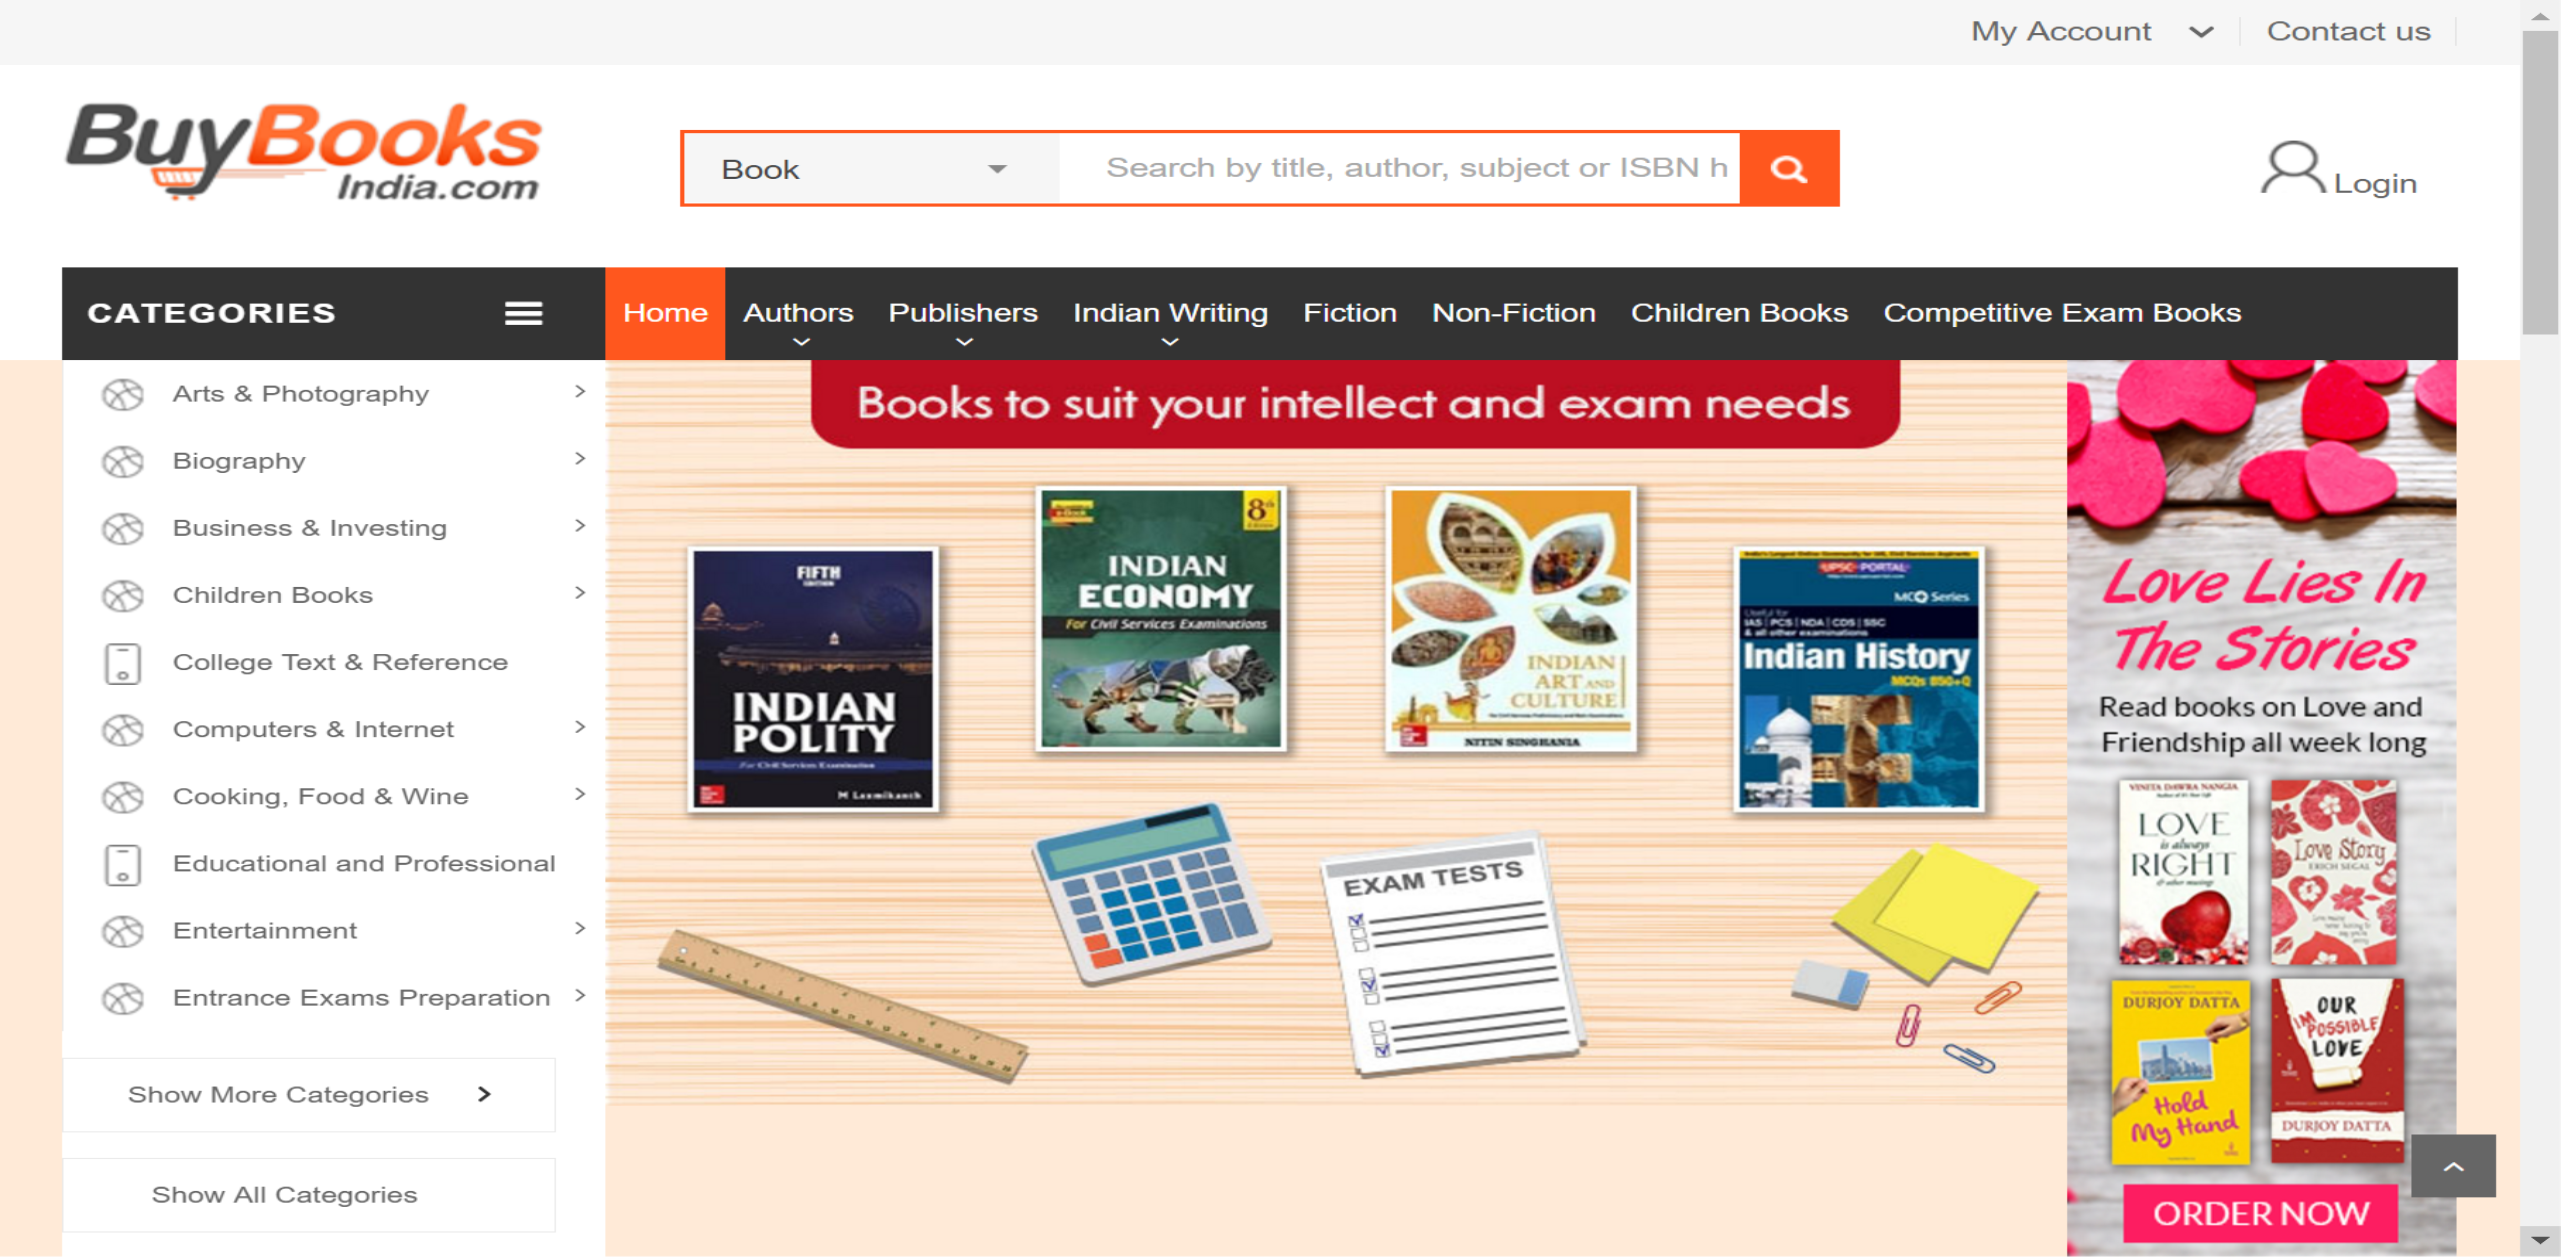 My Account
Contact us
BuyBooks
India.com
Book
Search by title, author, subject or ISBN h
Login
CATEGORIES
Home
Authors
Publishers
Indian Writing
Fiction
Non-Fiction
Children Books
Competitive Exam Books
Arts & Photography
Biography
Business & Investing
Children Books
College Text & Reference
Computers & Internet
Cooking, Food & Wine
Educational and Professional
Entertainment
Entrance Exams Preparation
Show More Categories
Show All Categories
Books to suit your intellect and exam needs
FIFTH
EDITION
INDIAN
POLITY
For Civil Services Examination
M Laxmikanth
8th
Edition
INDIAN
ECONOMY
For Civil Services Examinations
INDIAN
ART AND
CULTURE
NITIN SINGHANIA
UPSC PORTAL
MCQ Series
Useful for
IAS | PCS | NDA | CDS | SSC
& all other examinations
Indian History
MCQs 850+Q
EXAM TESTS
Love Lies In
The Stories
Read books on Love and
Friendship all week long
VINITA DAWRA NANGIA
LOVE
is always
RIGHT
& other musings
Love Story
ERICH SEGAL
DURJOY DATTA
Hold
My Hand
OUR
IMPOSSIBLE
LOVE
DURJOY DATTA
ORDER NOW